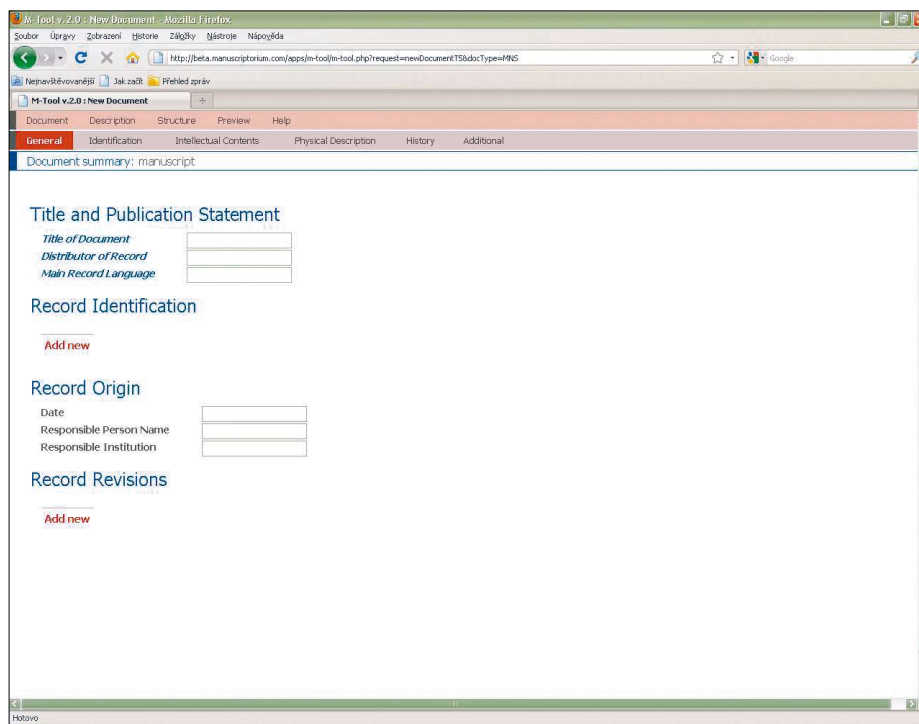 M-Tool v.2.0 : New Document - Mozilla Firefox
Soubor Úpravy Zobrazení Historie Záložky Nástroje Nápověda
http://beta.manuscriptorium.com/apps/m-tool/m-tool.php?request=newDocumentTS&docType=MNS
Google
Nejnavštěvovanější Jak začít Přehled zpráv
M-Tool v.2.0 : New Document
Document Description Structure Preview Help
General Identification Intellectual Contents Physical Description History Additional
Document summary: manuscript
Title and Publication Statement
Title of Document
Distributor of Record
Main Record Language
Record Identification
Add new
Record Origin
Date
Responsible Person Name
Responsible Institution
Record Revisions
Add new
Hotovo